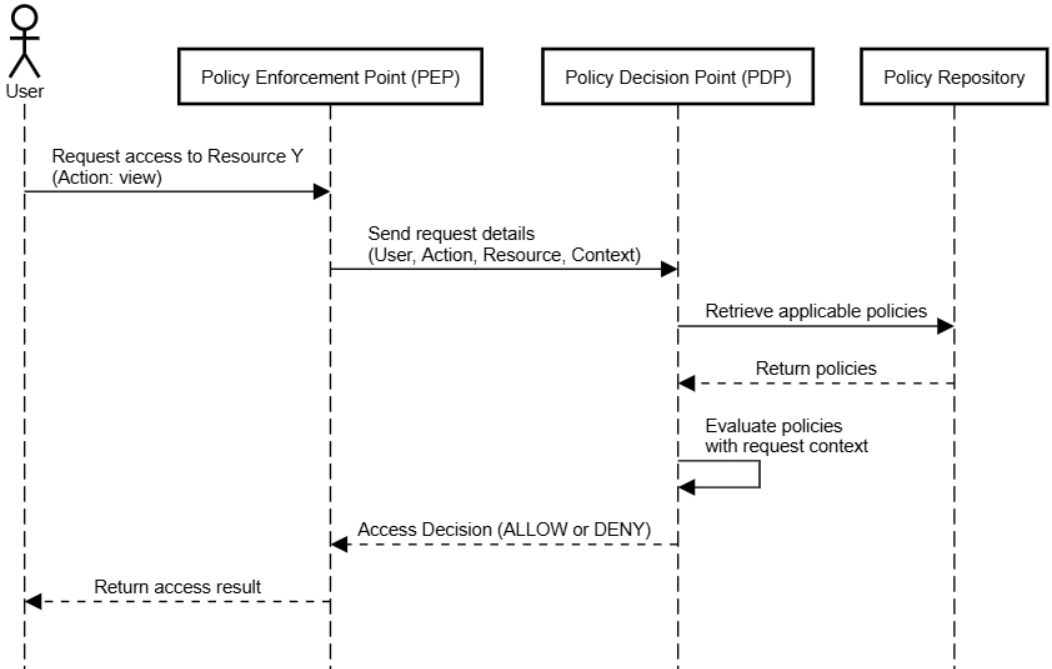 User
Policy Enforcement Point (PEP)
Policy Decision Point (PDP)
Policy Repository
Request access to Resource Y
(Action: view)
Send request details
(User, Action, Resource, Context)
Retrieve applicable policies
Return policies
Evaluate policies
with request context
Access Decision (ALLOW or DENY)
Return access result